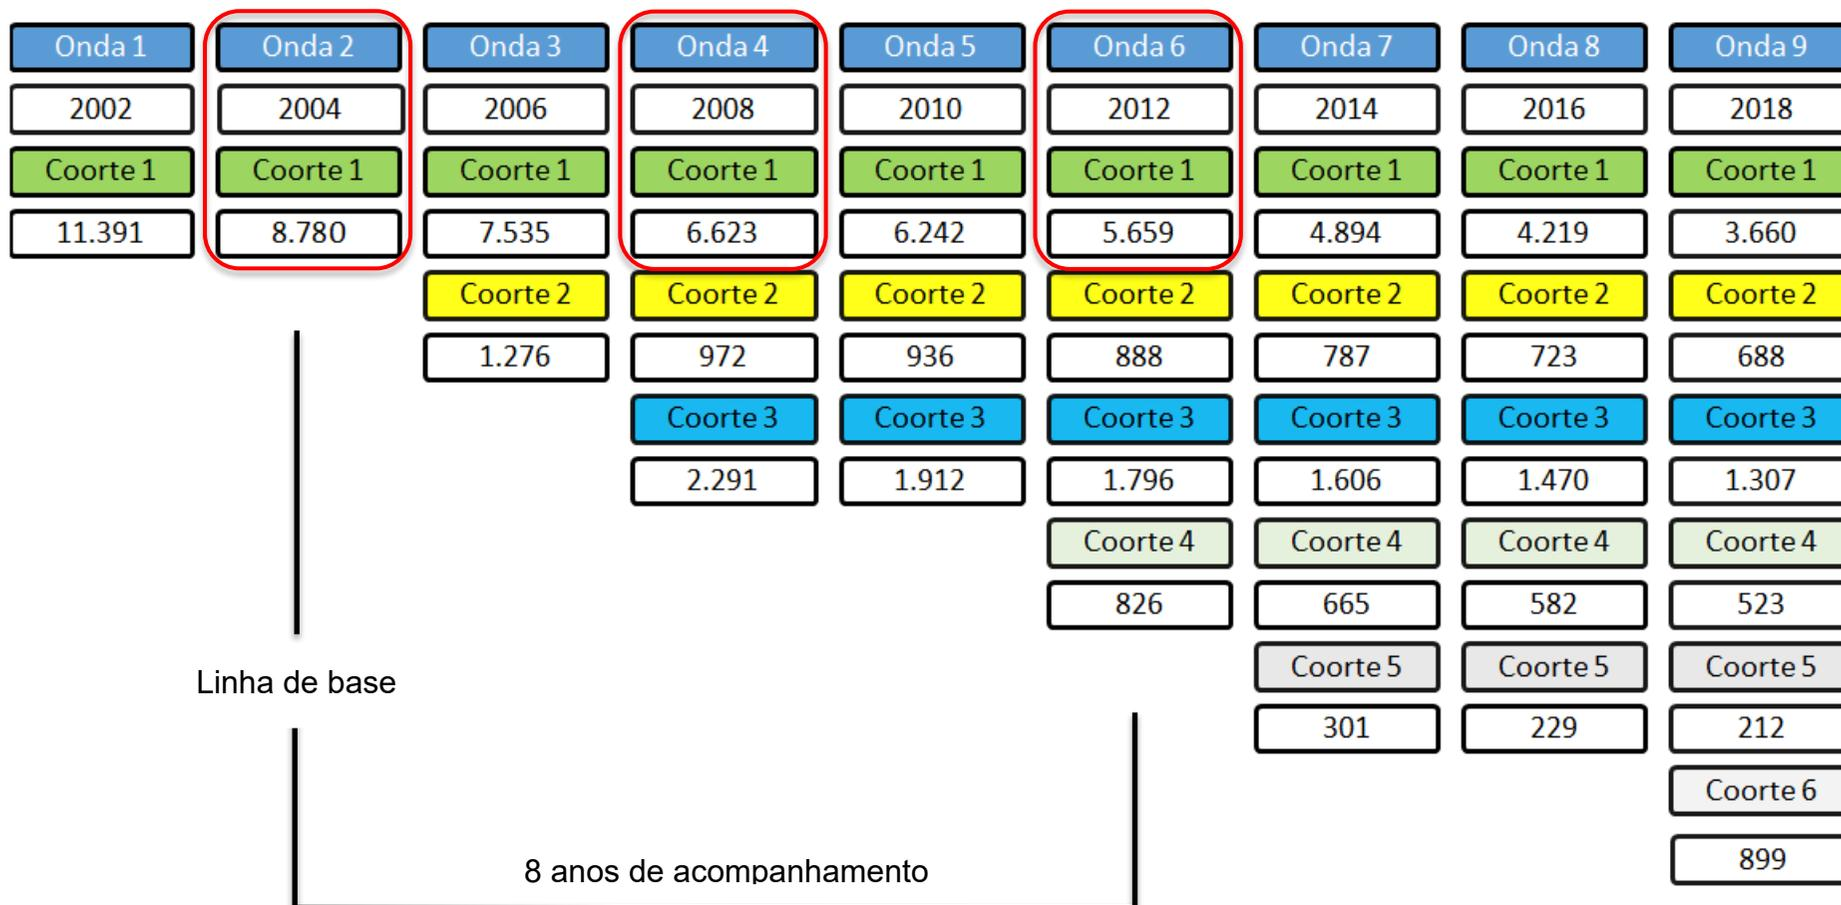 Onda 1 Onda 2 Onda 3 Onda 4 Onda 5 Onda 6 Onda 7 Onda 8 Onda 9
2002 2004 2006 2008 2010 2012 2014 2016 2018
Coorte 1 Coorte 1 Coorte 1 Coorte 1 Coorte 1 Coorte 1 Coorte 1 Coorte 1 Coorte 1
11.391 8.780 7.535 6.623 6.242 5.659 4.894 4.219 3.660
Coorte 2 Coorte 2 Coorte 2 Coorte 2 Coorte 2 Coorte 2 Coorte 2
1.276 972 936 888 787 723 688
Coorte 3 Coorte 3 Coorte 3 Coorte 3 Coorte 3 Coorte 3
2.291 1.912 1.796 1.606 1.470 1.307
Coorte 4 Coorte 4 Coorte 4 Coorte 4
826 665 582 523
Coorte 5 Coorte 5 Coorte 5
Linha de base
301 229 212
Coorte 6
899
8 anos de acompanhamento